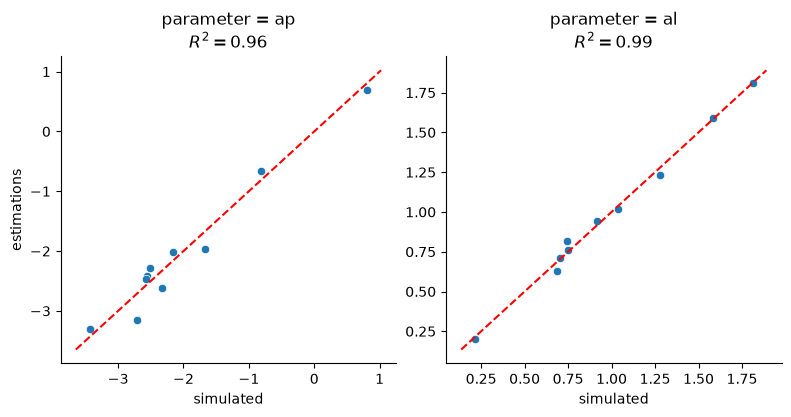 parameter = ap
R² = 0.96
1
0
−1
−2
−3
estimations
−3 −2 −1 0 1
simulated
parameter = al
R² = 0.99
1.75
1.50
1.25
1.00
0.75
0.50
0.25
0.25 0.50 0.75 1.00 1.25 1.50 1.75
simulated